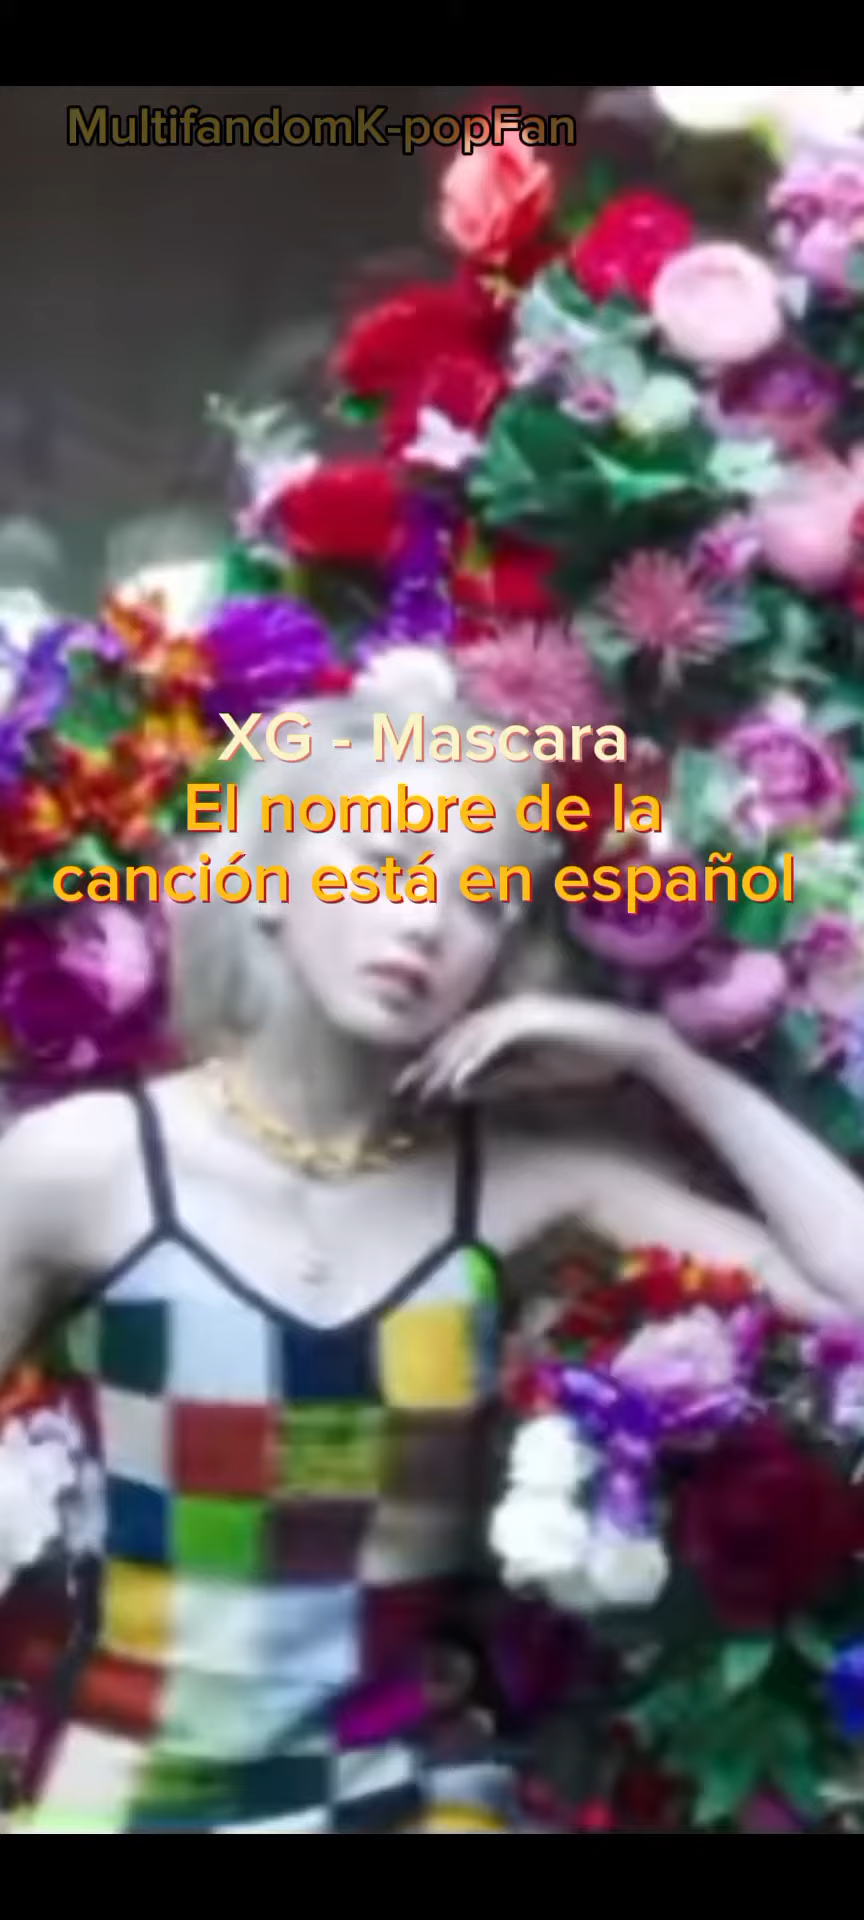 MultifandomK-popFan
XG - Mascara
El nombre de la
canción está en español